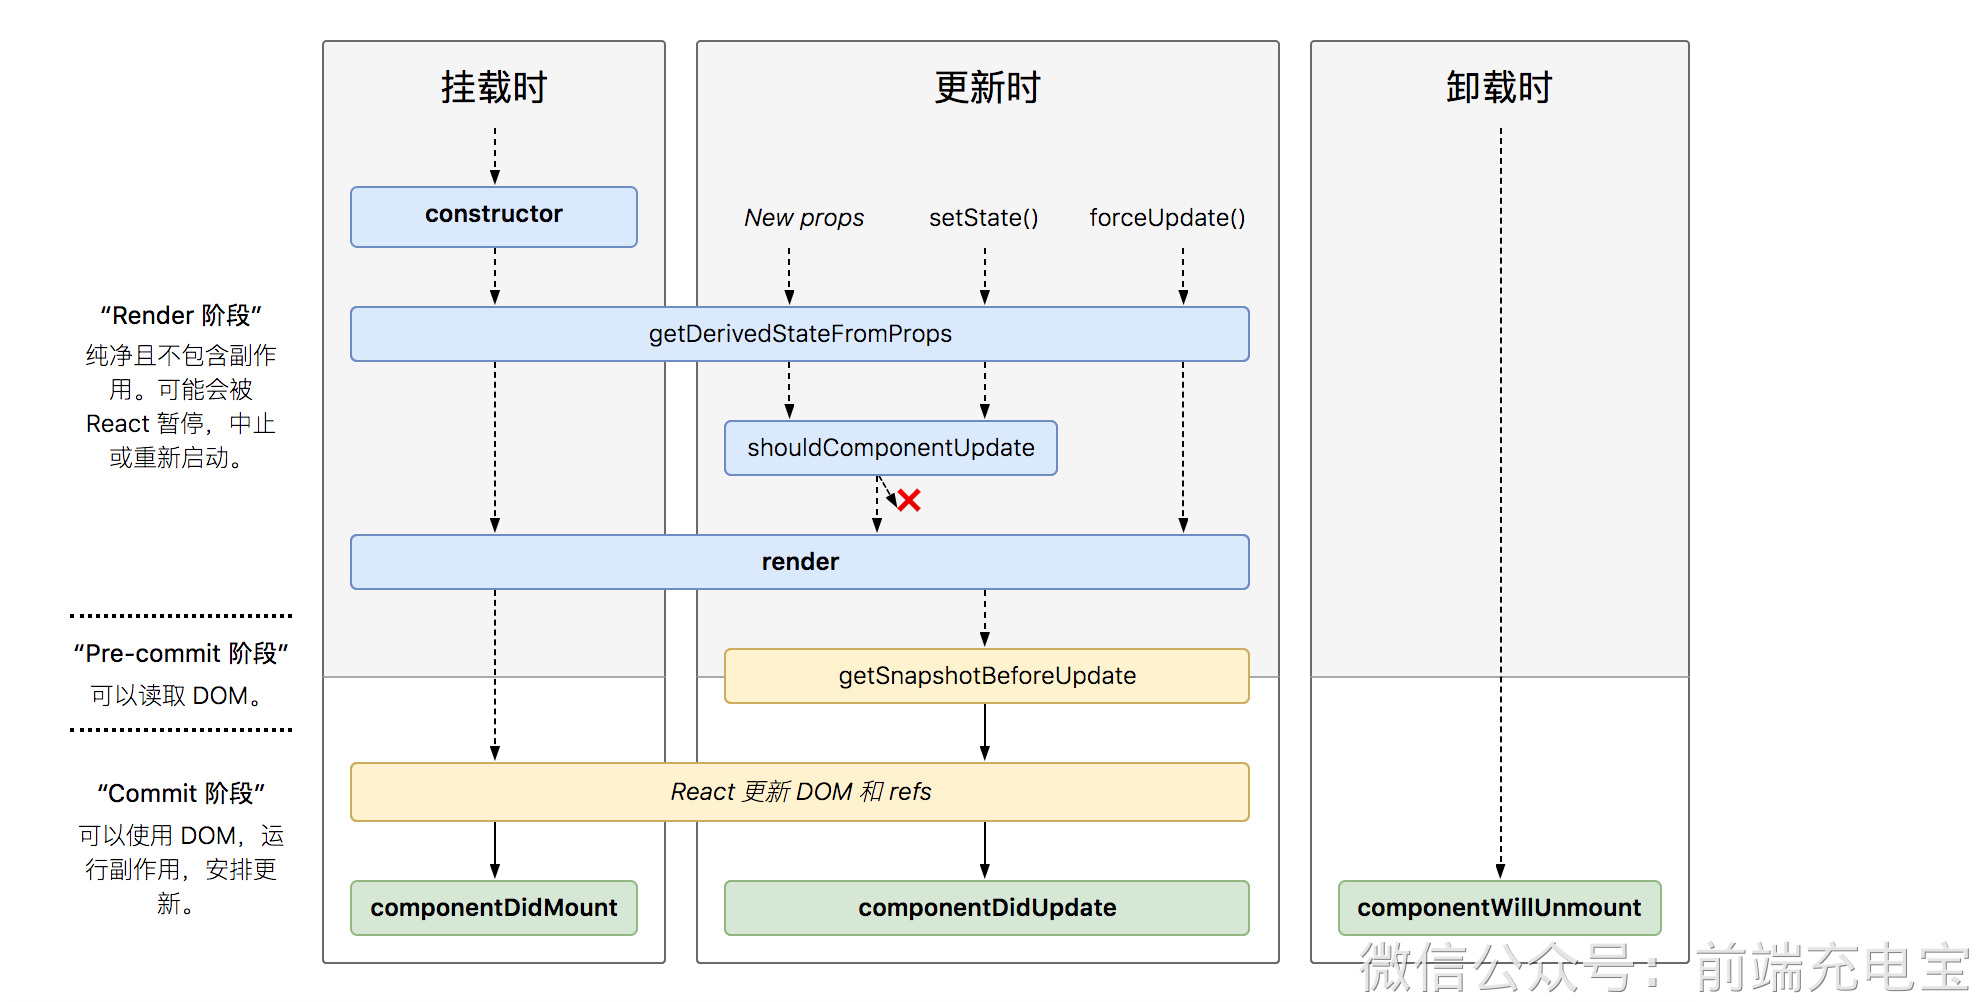 挂载时
更新时
卸载时
constructor
New props
setState()
forceUpdate()
“Render 阶段”
纯净且不包含副作
用。可能会被
React 暂停，中止
或重新启动。
getDerivedStateFromProps
shouldComponentUpdate
render
“Pre-commit 阶段”
可以读取 DOM。
getSnapshotBeforeUpdate
“Commit 阶段”
可以使用 DOM，运
行副作用，安排更
新。
React 更新 DOM 和 refs
componentDidMount
componentDidUpdate
componentWillUnmount
微信公众号：前端充电宝